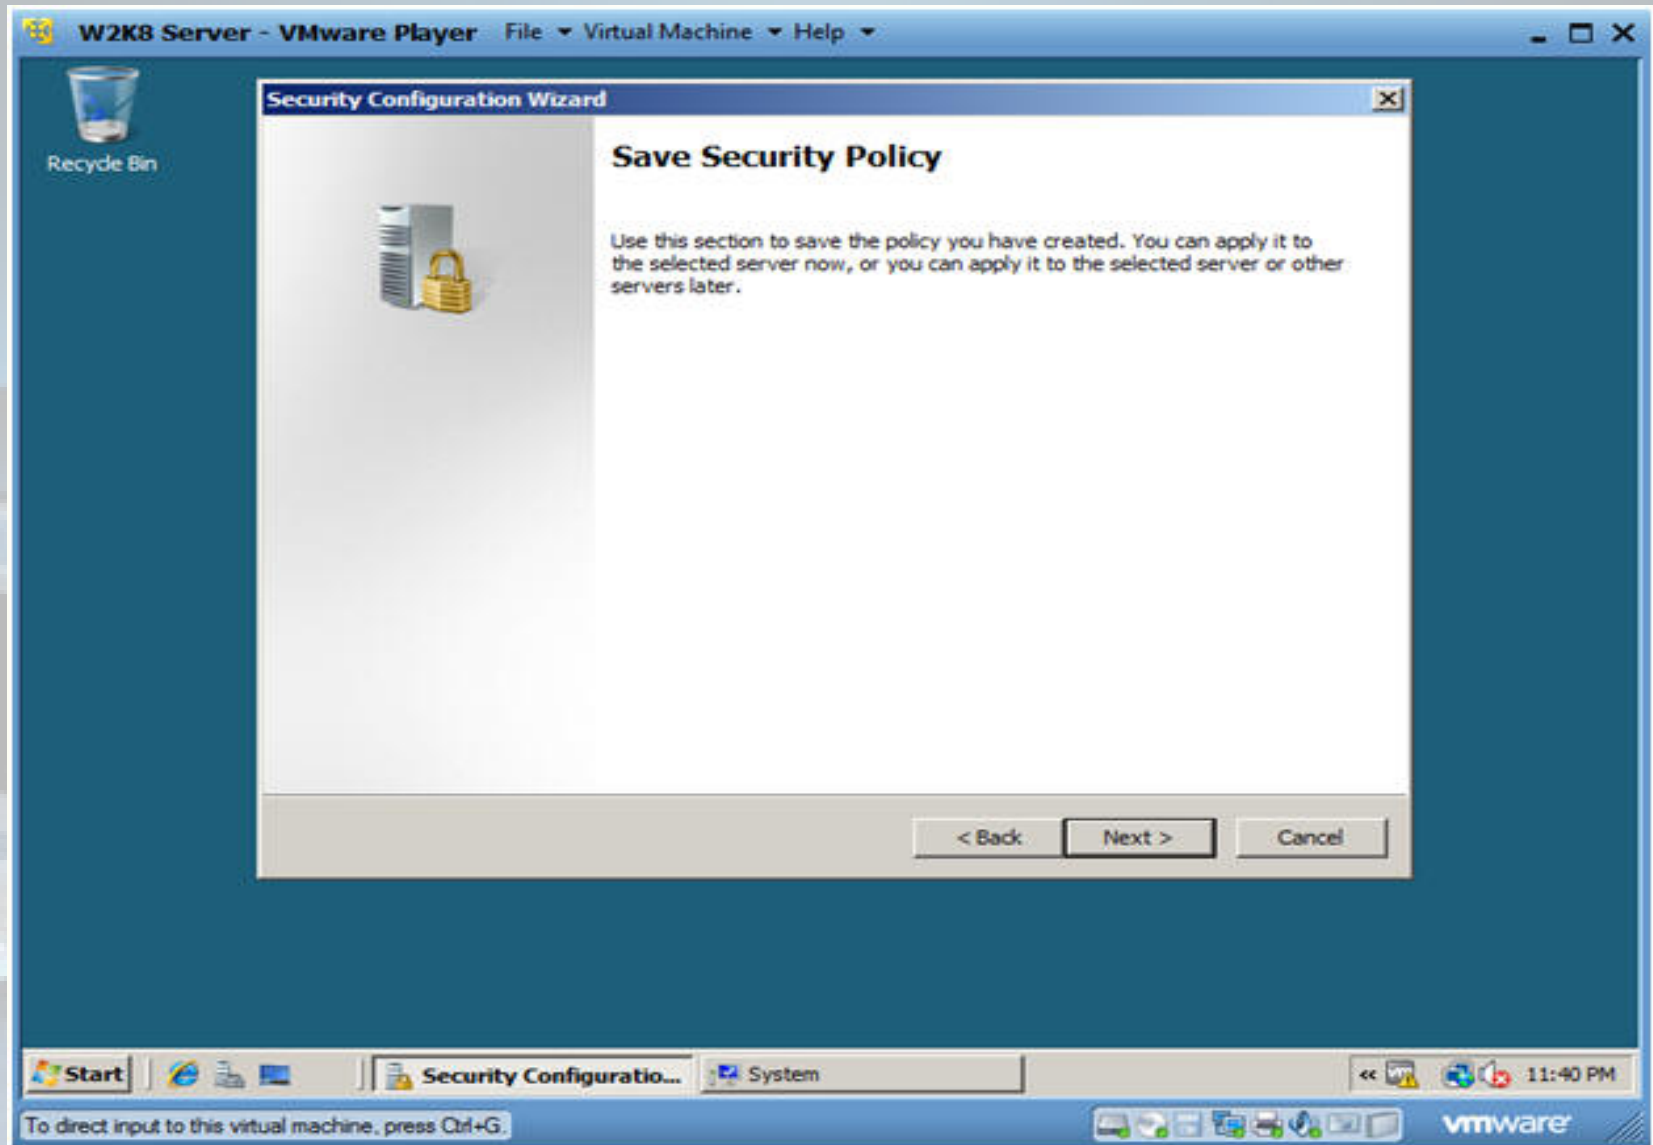 W2K8 Server - VMware Player File Virtual Machine Help
Recycle Bin
Security Configuration Wizard
Save Security Policy
Use this section to save the policy you have created. You can apply it to
the selected server now, or you can apply it to the selected server or other
servers later.
< Back Next > Cancel
Start Security Configuratio... System « 11:40 PM
To direct input to this virtual machine, press Ctrl+G. vmware